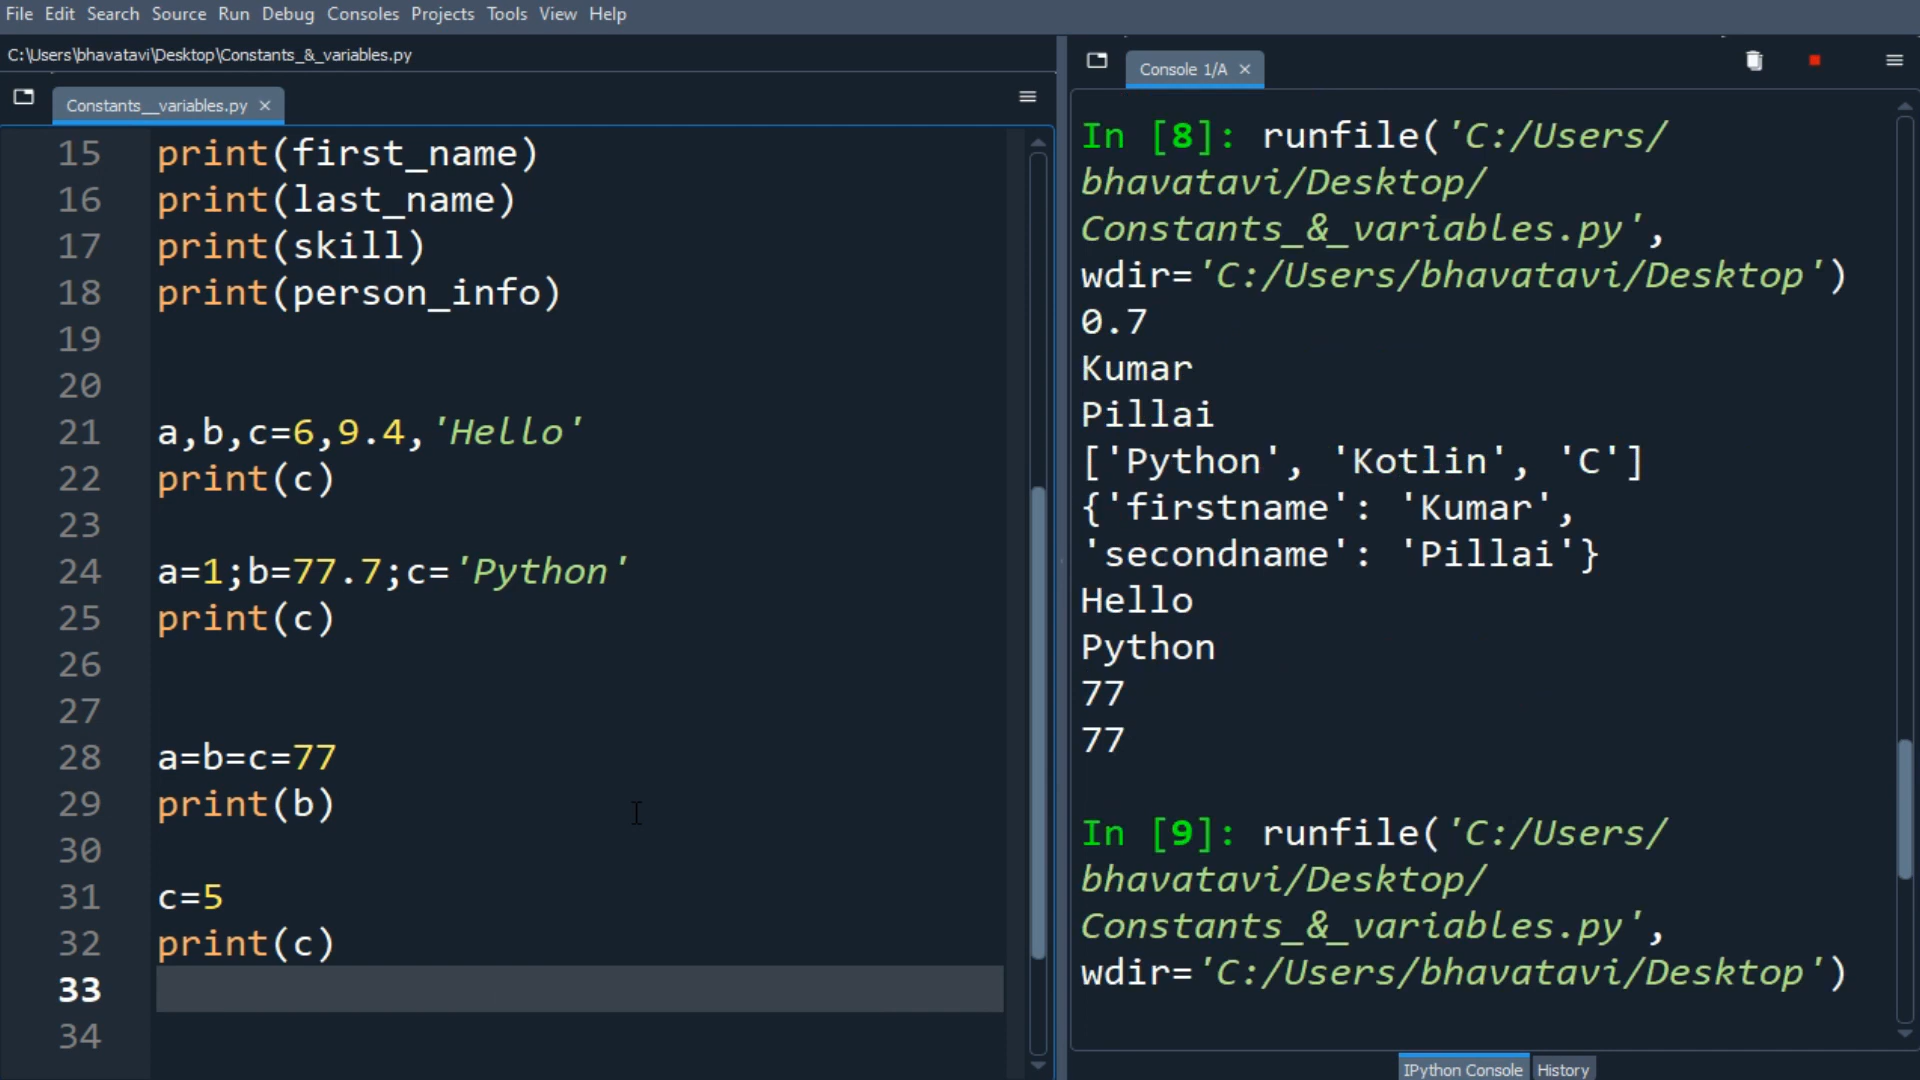 File Edit Search Source Run Debug Consoles Projects Tools View Help
C:\Users\bhavatavi\Desktop\Constants_&_variables.py
Constants__variables.py
15 print(first_name)
16 print(last_name)
17 print(skill)
18 print(person_info)
19
20
21 a,b,c=6,9.4,'Hello'
22 print(c)
23
24 a=1;b=77.7;c='Python'
25 print(c)
26
27
28 a=b=c=77
29 print(b)
30
31 c=5
32 print(c)
33
34
Console 1/A
In [8]: runfile('C:/Users/
bhavatavi/Desktop/
Constants_&_variables.py',
wdir='C:/Users/bhavatavi/Desktop')
0.7
Kumar
Pillai
['Python', 'Kotlin', 'C']
{'firstname': 'Kumar',
'secondname': 'Pillai'}
Hello
Python
77
77
In [9]: runfile('C:/Users/
bhavatavi/Desktop/
Constants_&_variables.py',
wdir='C:/Users/bhavatavi/Desktop')
IPython Console History